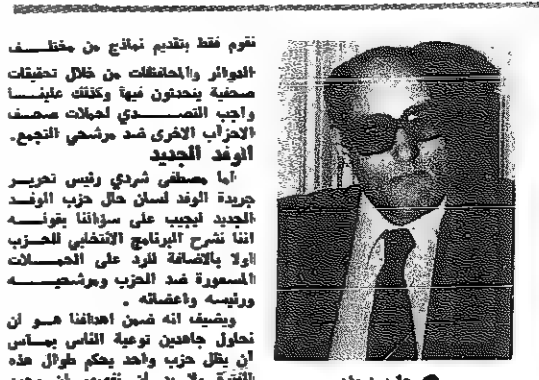 نقوم فقط بتقديم نماذج من مختلف
الدوائر والمحافظات من خلال تحقيقات
صحفية يتحدثون فيها وكذلك علينا
واجب التصدي لحملات صحف
الاحزاب الاخرى ضد مرشحي التجمع.
الوفد الجديد
اما مصطفى شردي رئيس تحرير
جريدة الوفد لسان حال حزب الوفد
الجديد ليجيب على سؤالنا بقوله
اننا نشرح البرنامج الانتخابي للحزب
اولا بالاضافة للرد على الحملات
المسعورة ضد الحزب ومرشحيه
ورئيسه واعضائه .
ويضيف انه ضمن اهدافنا هو ان
نحاول جاهدين توعية الناس بمساس
ان يظل حزب واحد يحكم طوال هذه